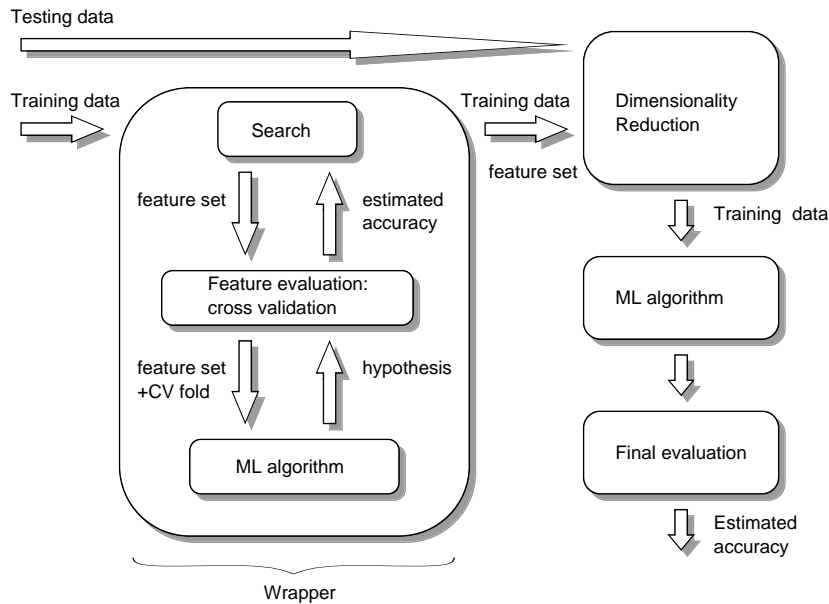 Testing data
Training data
Search
feature set
estimated
accuracy
Feature evaluation:
cross validation
feature set
+CV fold
hypothesis
ML algorithm
Wrapper
Training data
feature set
Dimensionality
Reduction
Training data
ML algorithm
Final evaluation
Estimated
accuracy